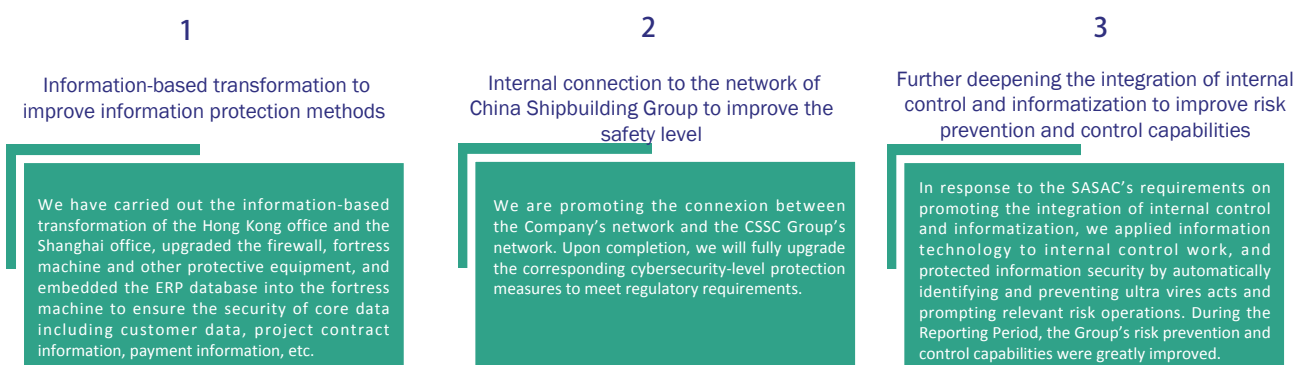 1
Information-based transformation to
improve information protection methods
We have carried out the information-based
transformation of the Hong Kong office and the
Shanghai office, upgraded the firewall, fortress
machine and other protective equipment, and
embedded the ERP database into the fortress
machine to ensure the security of core data
including customer data, project contract
information, payment information, etc.
2
Internal connection to the network of
China Shipbuilding Group to improve the
safety level
We are promoting the connexion between
the Company's network and the CSSC Group's
network. Upon completion, we will fully upgrade
the corresponding cybersecurity-level protection
measures to meet regulatory requirements.
3
Further deepening the integration of internal
control and informatization to improve risk
prevention and control capabilities
In response to the SASAC's requirements on
promoting the integration of internal control
and informatization, we applied information
technology to internal control work, and
protected information security by automatically
identifying and preventing ultra vires acts and
prompting relevant risk operations. During the
Reporting Period, the Group's risk prevention and
control capabilities were greatly improved.